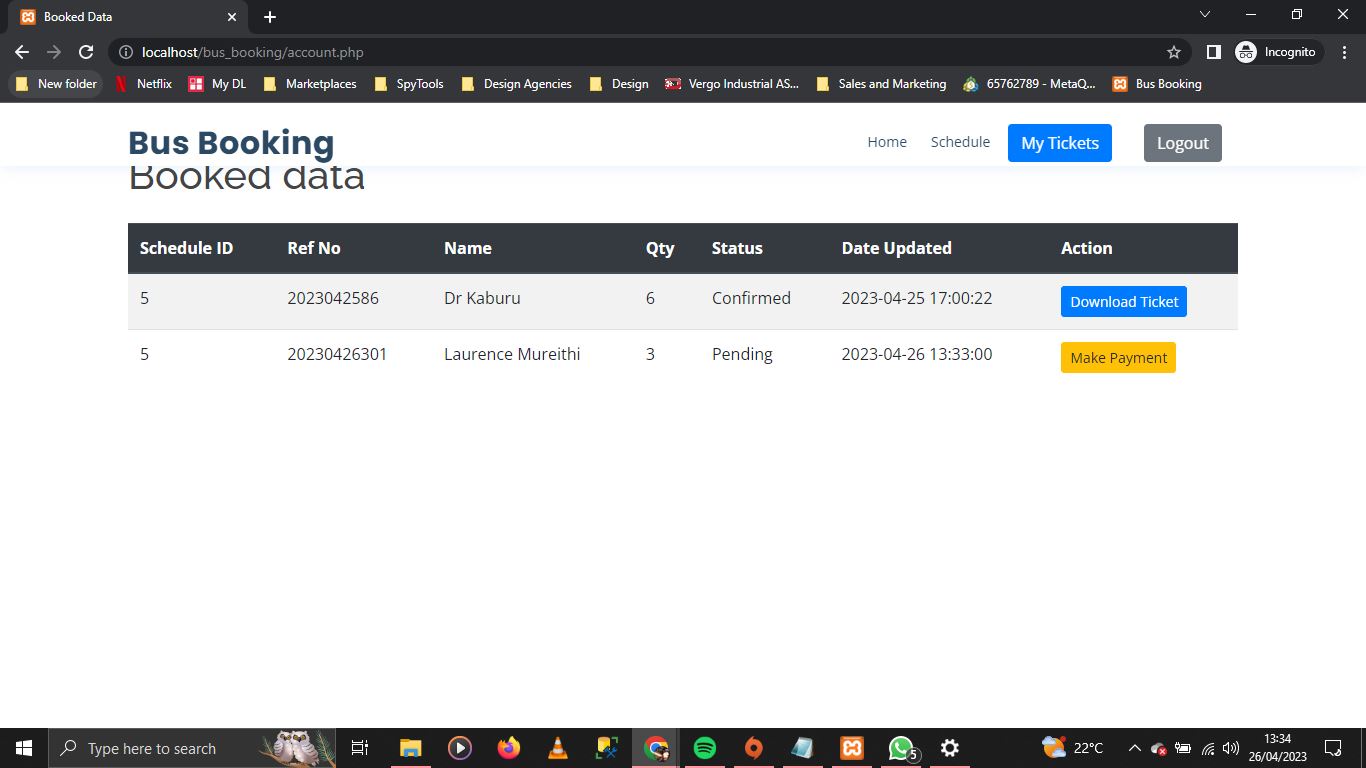 Booked Data
localhost/bus_booking/account.php
Incognito
New folder Netflix My DL Marketplaces SpyTools Design Agencies Design Vergo Industrial AS... Sales and Marketing 65762789 - MetaQ... Bus Booking
Bus Booking Home Schedule My Tickets Logout
Booked data
Schedule ID Ref No Name Qty Status Date Updated Action
5 2023042586 Dr Kaburu 6 Confirmed 2023-04-25 17:00:22 Download Ticket
5 20230426301 Laurence Mureithi 3 Pending 2023-04-26 13:33:00 Make Payment
Type here to search 5 22°C 13:34
26/04/2023